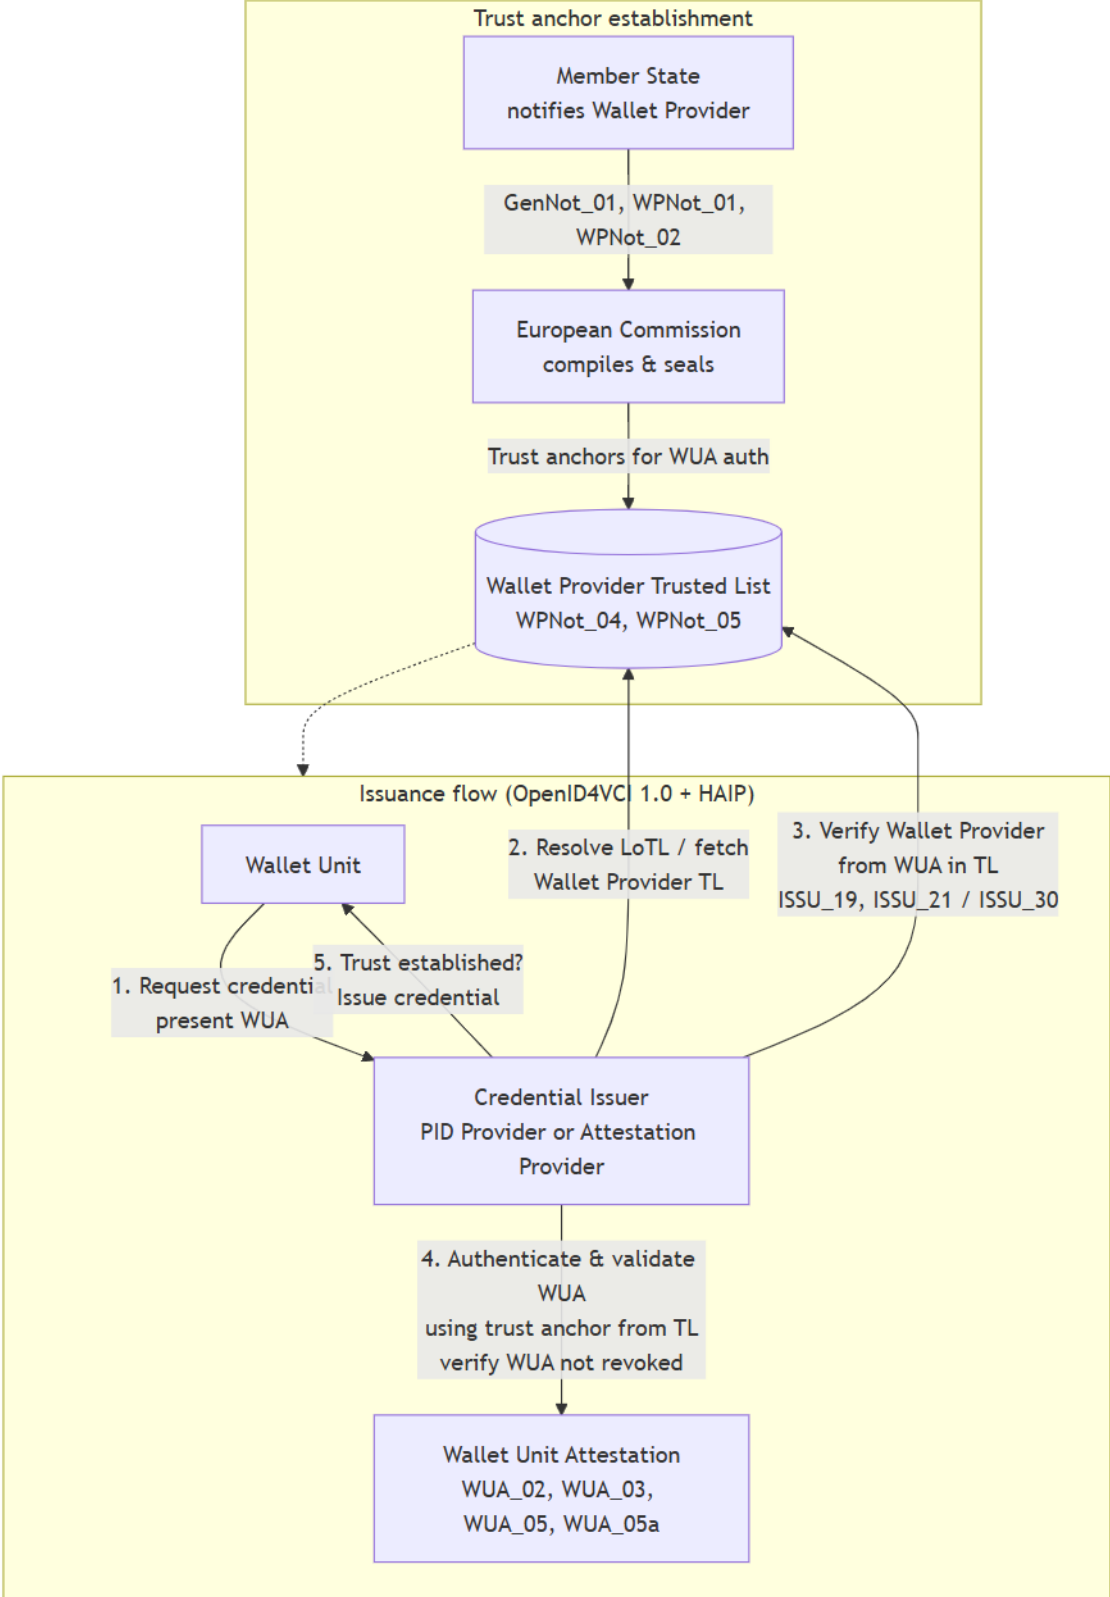 Trust anchor establishment
Member State
notifies Wallet Provider
GenNot_01, WPNot_01,
WPNot_02
European Commission
compiles & seals
Trust anchors for WUA auth
Wallet Provider Trusted List
WPNot_04, WPNot_05
Issuance flow (OpenID4VCI 1.0 + HAIP)
Wallet Unit
2. Resolve LoTL / fetch
Wallet Provider TL
3. Verify Wallet Provider
from WUA in TL
ISSU_19, ISSU_21 / ISSU_30
1. Request credential
present WUA
5. Trust established?
Issue credential
Credential Issuer
PID Provider or Attestation
Provider
4. Authenticate & validate
WUA
using trust anchor from TL
verify WUA not revoked
Wallet Unit Attestation
WUA_02, WUA_03,
WUA_05, WUA_05a